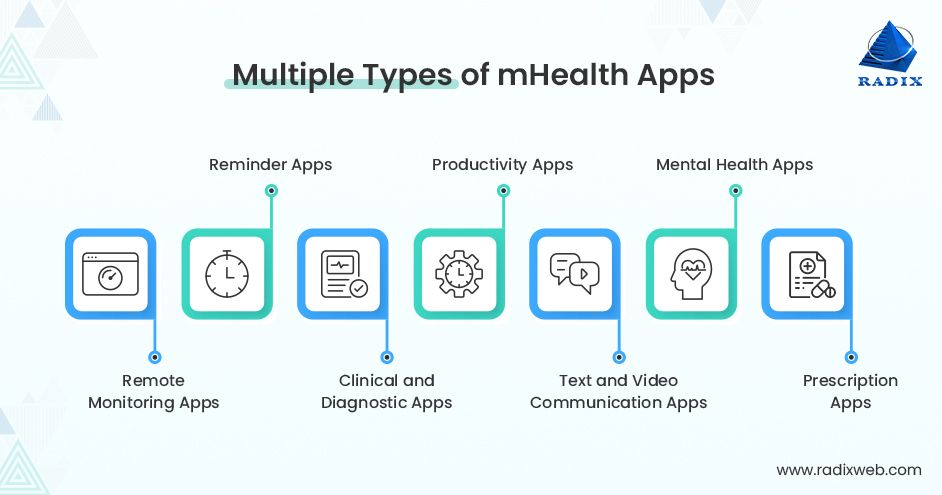 Multiple Types of mHealth Apps
RADIX
Reminder Apps
Productivity Apps
Mental Health Apps
Remote
Monitoring Apps
Clinical and
Diagnostic Apps
Text and Video
Communication Apps
Prescription
Apps
www.radixweb.com